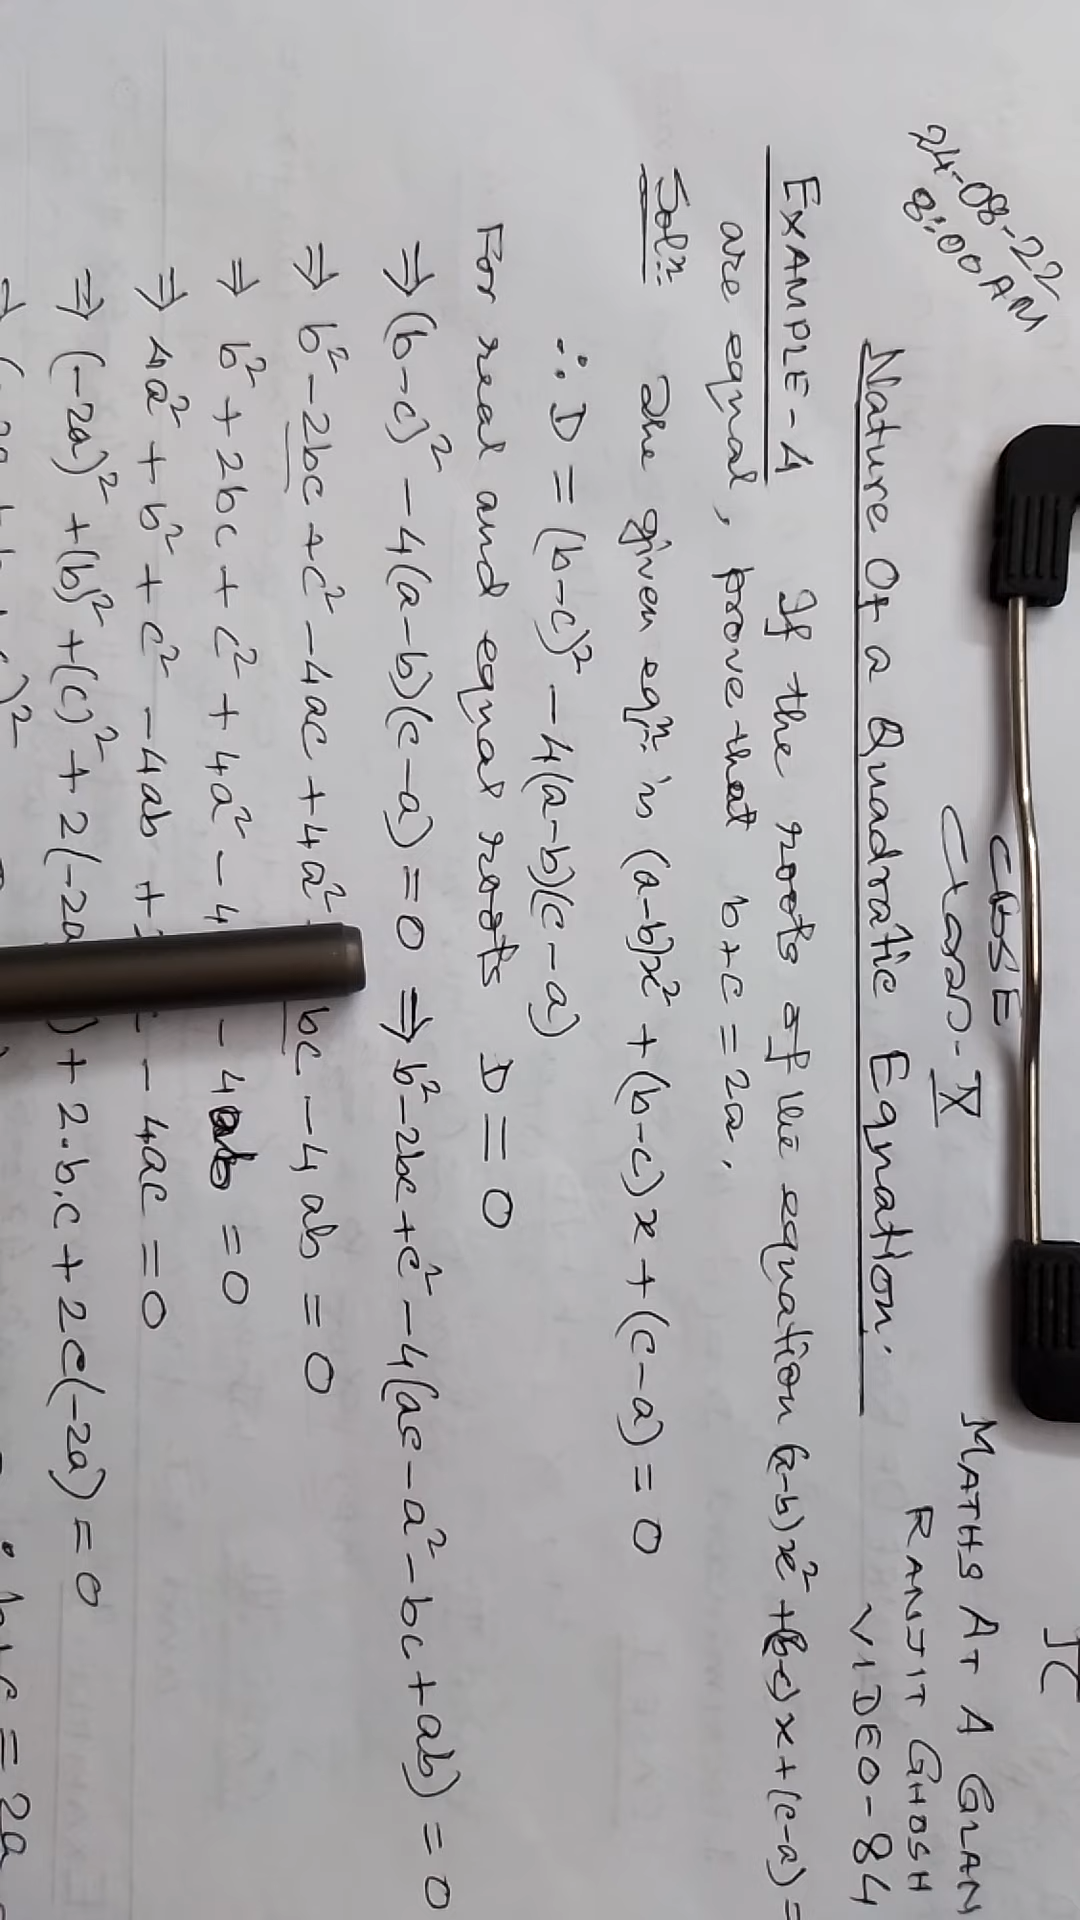 24-08-22
8:00 AM
CBSE
Class-X
JC
MATHS AT A GLAN
RANJIT GHOSH
VIDEO-84
Nature Of a Quadratic Equation.
EXAMPLE-4 If the roots of the equation (a-b)x²+(b-c)x+(c-a)=
are equal, prove that b+c=2a.
Solⁿ: The given eqⁿ is (a-b)x²+(b-c)x+(c-a)=0
∴ D=(b-c)²-4(a-b)(c-a)
For real and equal roots D=0
⇒ (b-c)²-4(a-b)(c-a)=0 ⇒ b²-2bc+c²-4(ac-a²-bc+ab)=0
⇒ b²-2bc+c²-4ac+4a² bc-4ab=0
⇒ b²+2bc+c²+4a²-4 -4ab=0
⇒ 4a²+b²+c²-4ab+ -4ac=0
⇒ (-2a)²+(b)²+(c)²+2(-2a )+2.b.c+2c(-2a)=0
b+c=2a